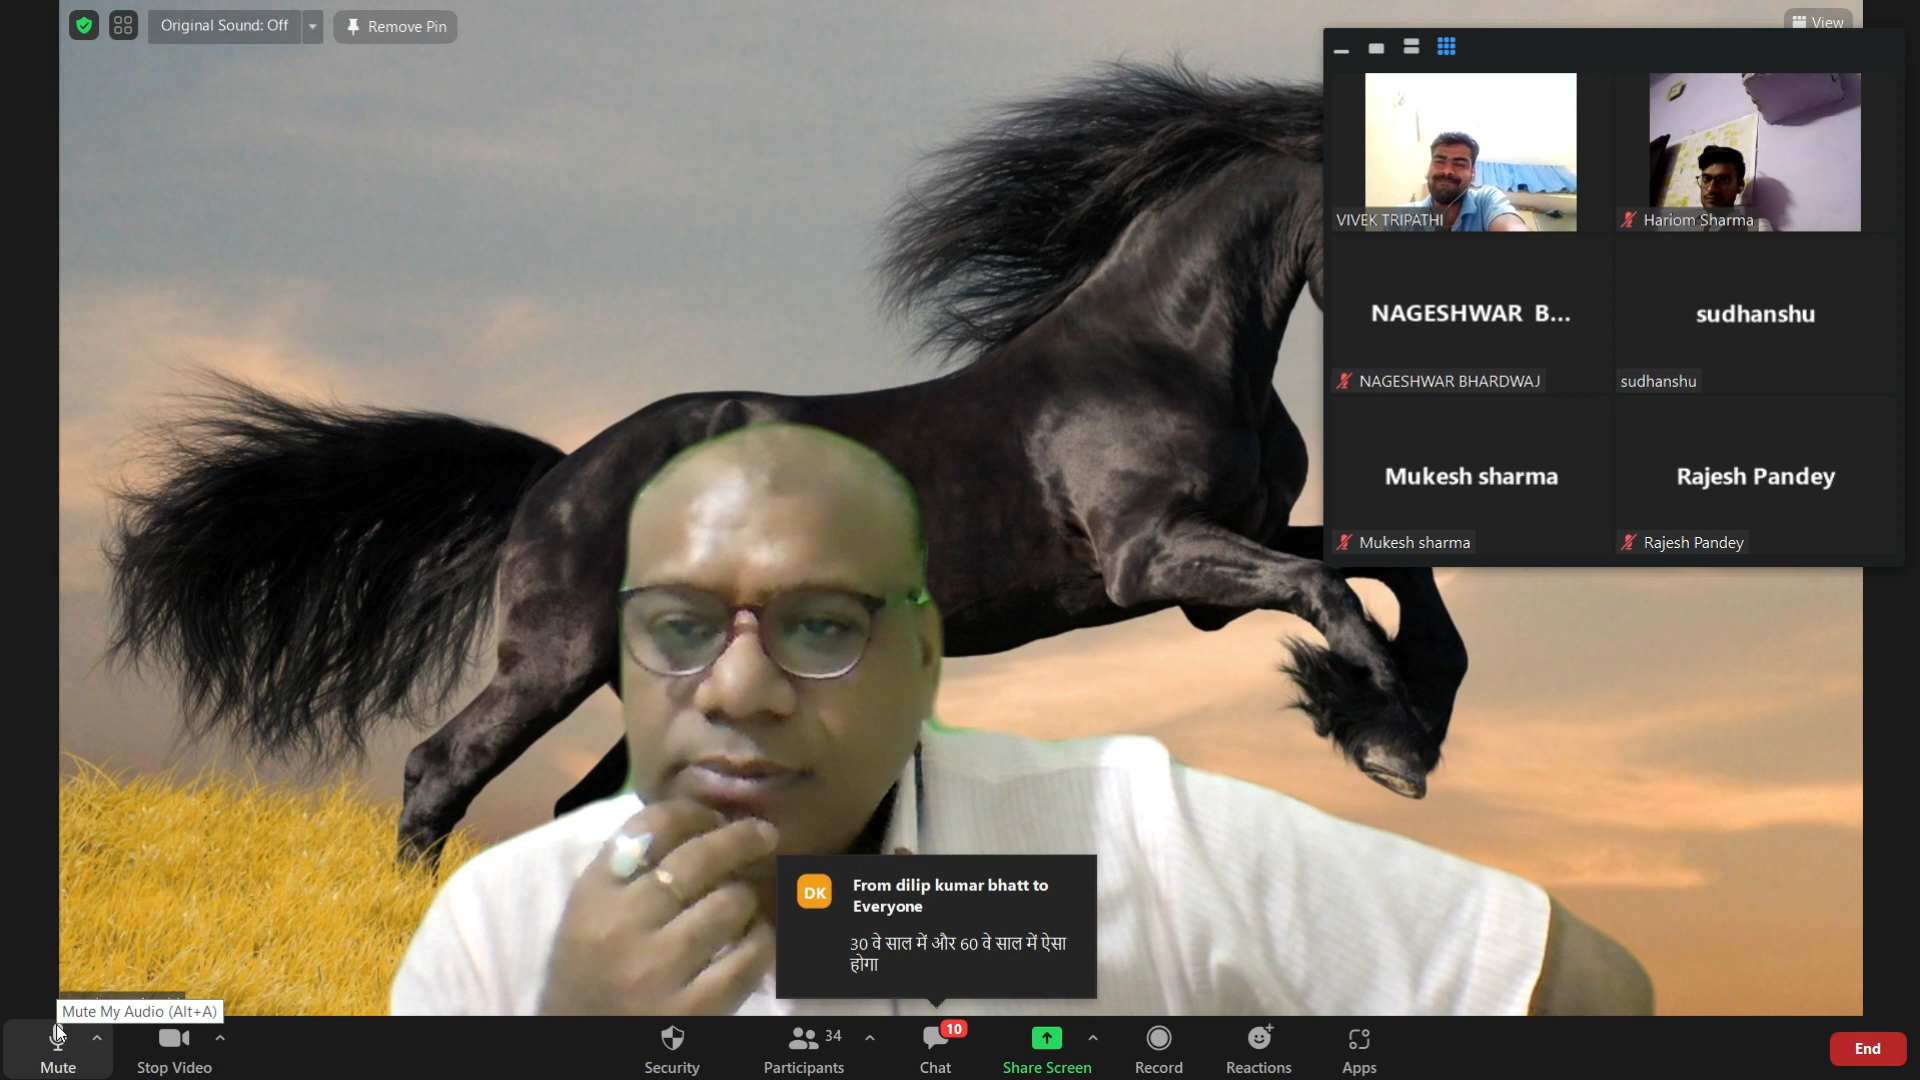 Original Sound: Off
Remove Pin
View
VIVEK TRIPATHI
Hariom Sharma
NAGESHWAR B...
sudhanshu
NAGESHWAR BHARDWAJ
sudhanshu
Mukesh sharma
Rajesh Pandey
Mukesh sharma
Rajesh Pandey
DK
From dilip kumar bhatt to
Everyone
30 वे साल में और 60 वे साल में ऐसा
होगा
Mute My Audio (Alt+A)
Mute
Stop Video
Security
34
Participants
10
Chat
Share Screen
Record
Reactions
Apps
End